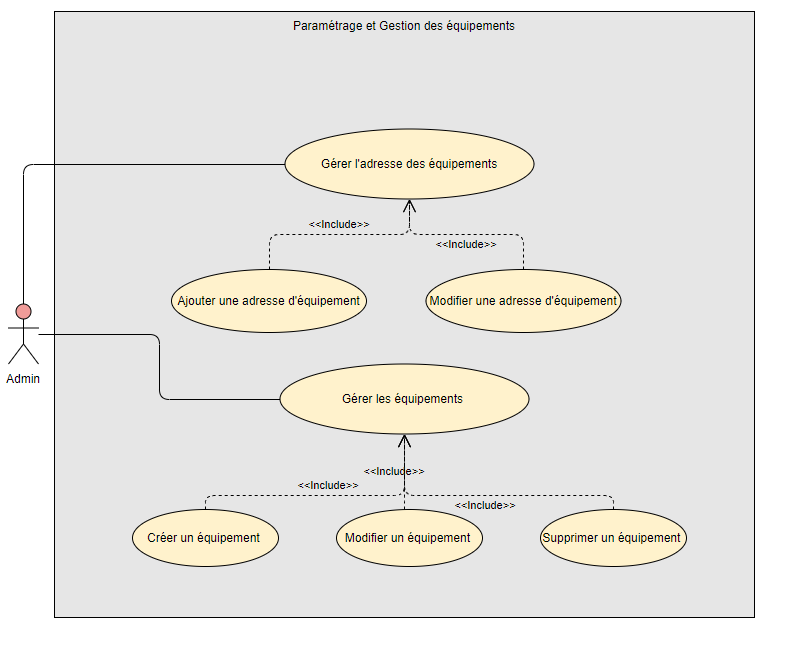 Paramétrage et Gestion des équipements
Gérer l'adresse des équipements
<<Include>>
<<Include>>
Ajouter une adresse d'équipement
Modifier une adresse d'équipement
Admin
Gérer les équipements
<<Include>>
<<Include>>
<<Include>>
Créer un équipement
Modifier un équipement
Supprimer un équipement